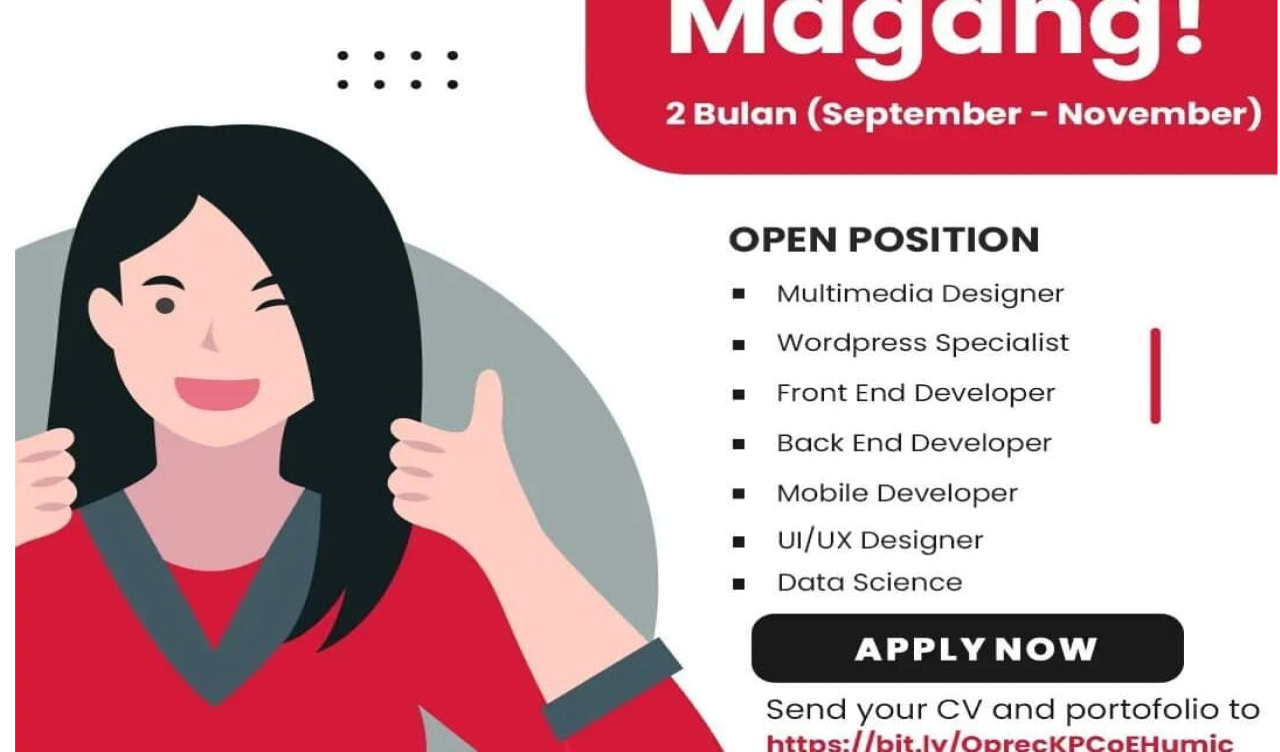 Magang!
2 Bulan (September - November)
OPEN POSITION
Multimedia Designer
Wordpress Specialist
Front End Developer
Back End Developer
Mobile Developer
UI/UX Designer
Data Science
APPLY NOW
Send your CV and portofolio to
https://bit.ly/OprecKPCoEHumic